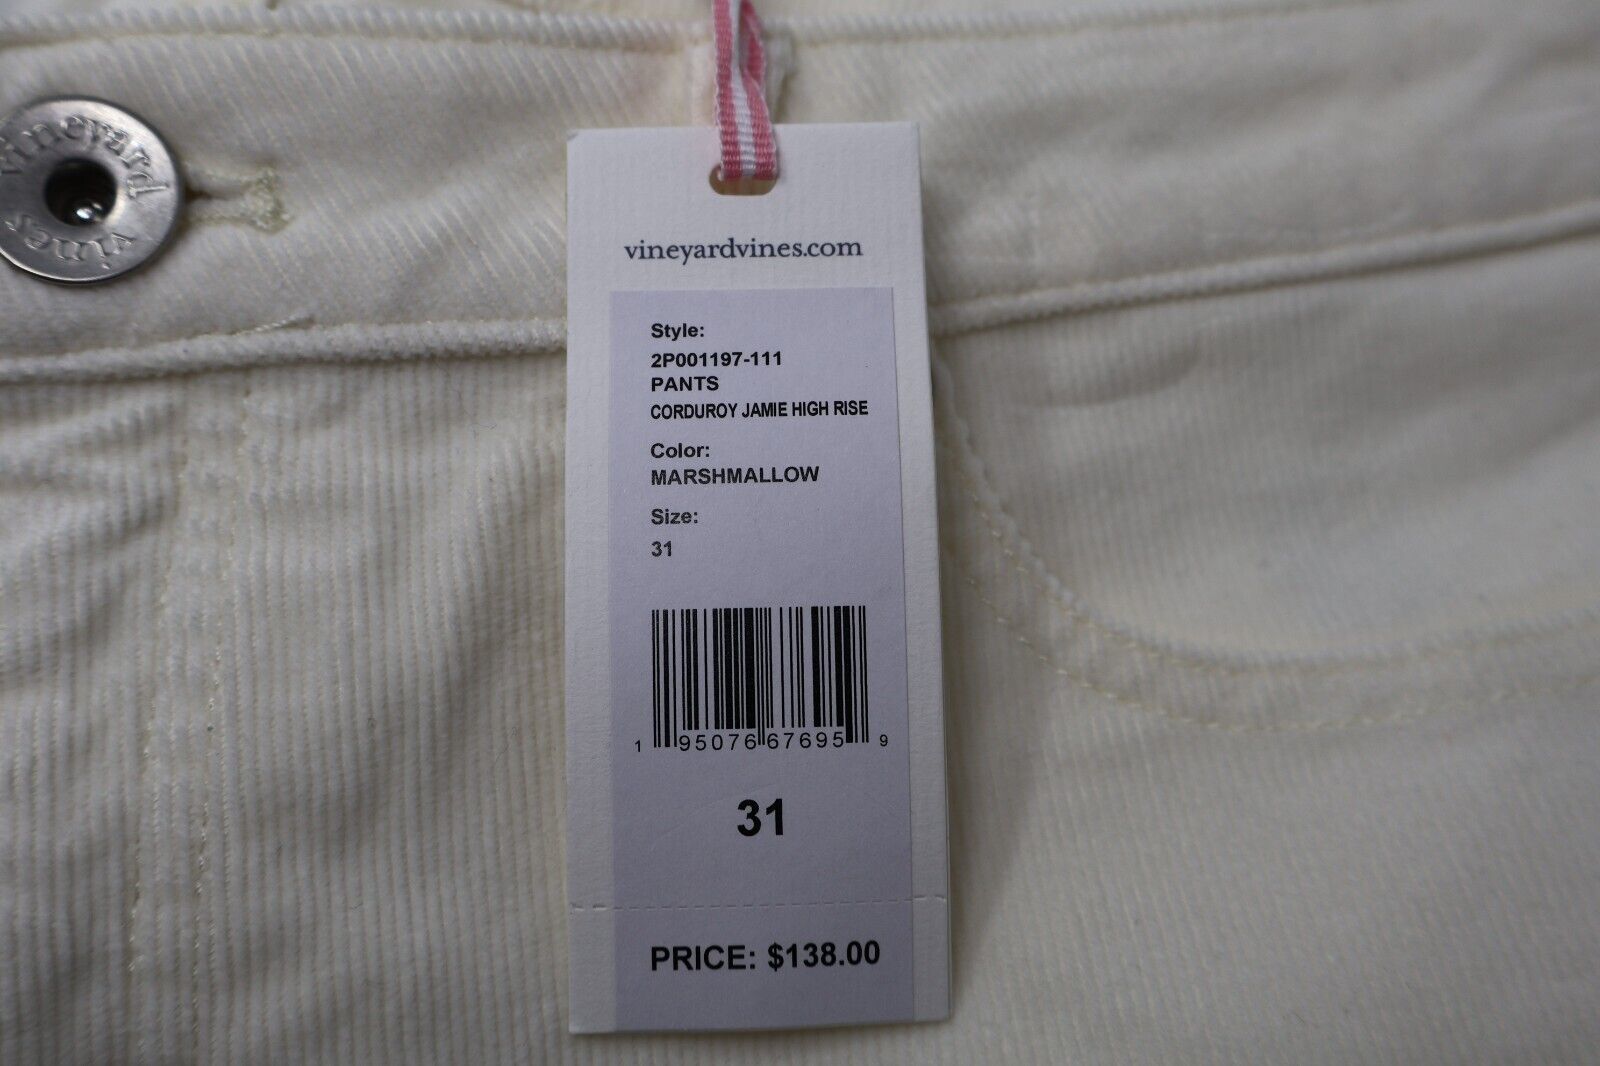 vineyard
vines
vineyardvines.com
Style:
2P001197-111
PANTS
CORDUROY JAMIE HIGH RISE
Color:
MARSHMALLOW
Size:
31
1 95076 67695 9
31
PRICE: $138.00